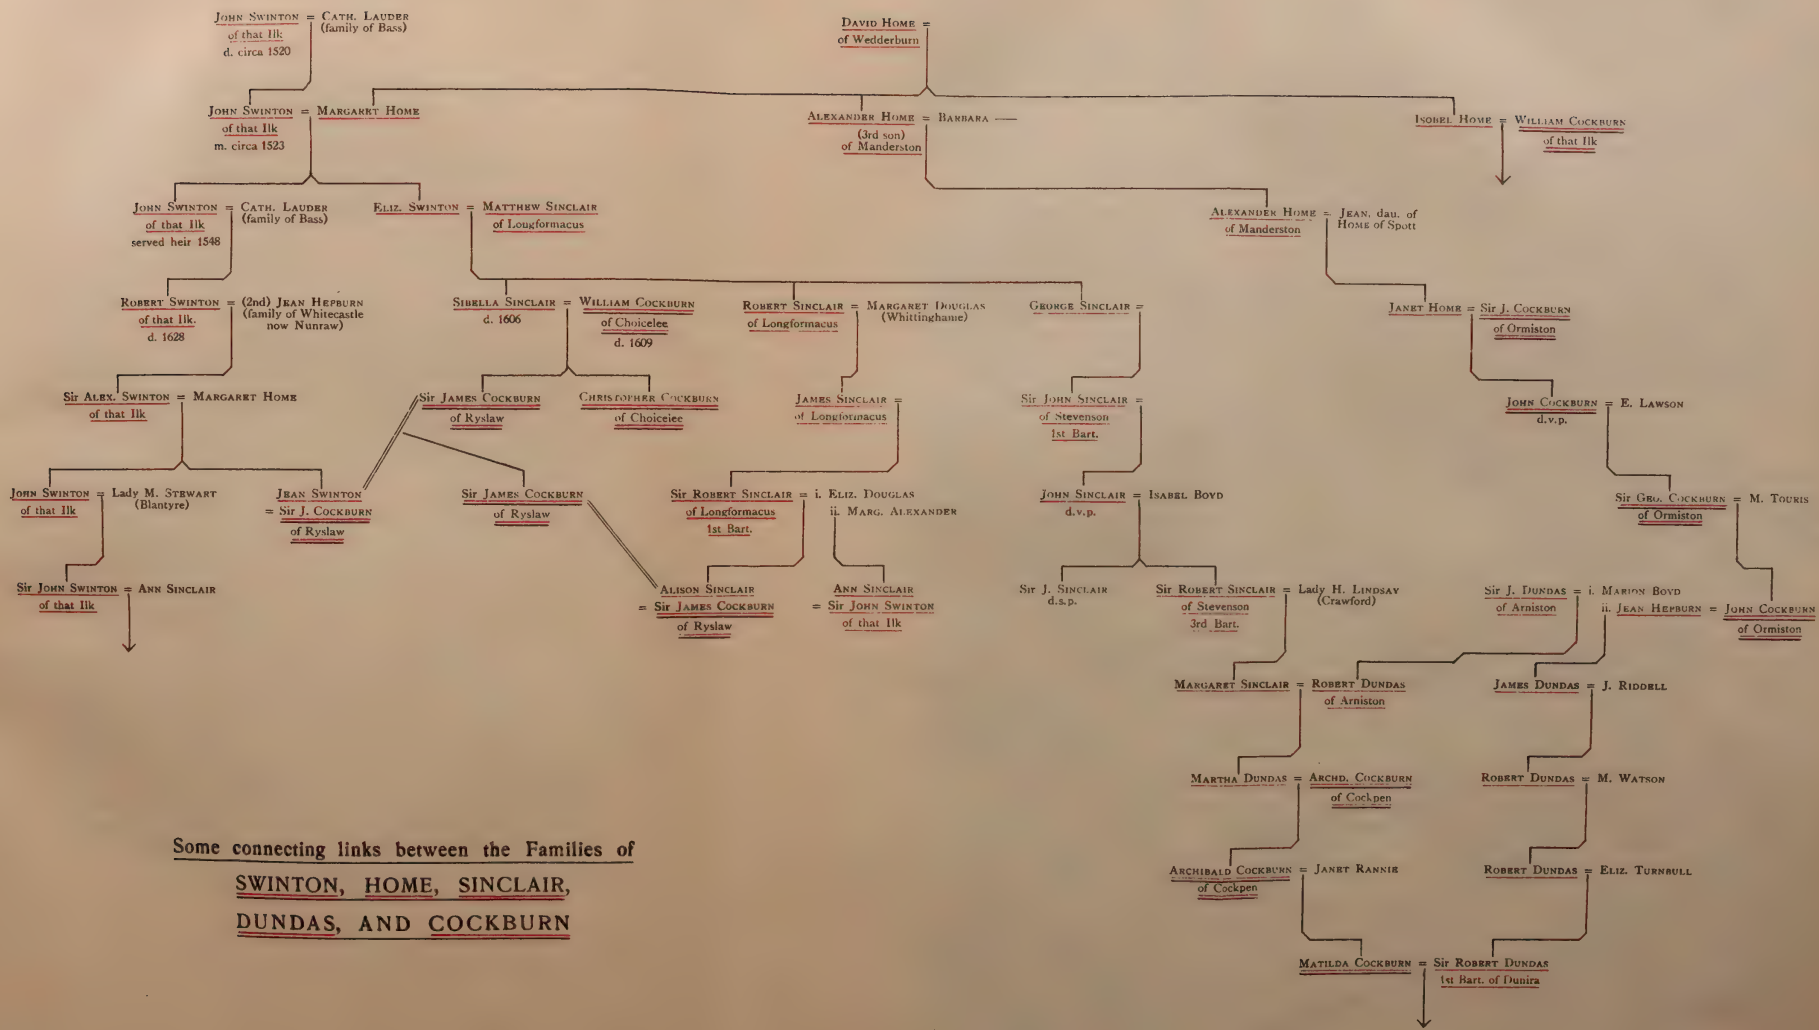 JOHN SWINTON = CATH. LAUDER
of that Ilk (family of Bass)
d. circa 1520
DAVID HOME =
of Wedderburn
JOHN SWINTON = MARGARET HOME
of that Ilk
m. circa 1523
ALEXANDER HOME = BARBARA —
(3rd son)
of Manderston
ISOBEL HOME = WILLIAM COCKBURN
of that Ilk
JOHN SWINTON = CATH. LAUDER
of that Ilk (family of Bass)
served heir 1548
ELIZ. SWINTON = MATTHEW SINCLAIR
of Lougformacus
ALEXANDER HOME = JEAN, dau. of
of Manderston HOME of Spott
ROBERT SWINTON = (2nd) JEAN HEPBURN
of that Ilk. (family of Whitecastle
d. 1628 now Nunraw)
SIBELLA SINCLAIR = WILLIAM COCKBURN
d. 1606 of Choicelee
d. 1609
ROBERT SINCLAIR = MARGARET DOUGLAS
of Longformacus (Whittinghame)
GEORGE SINCLAIR =
JANET HOME = Sir J. COCKBURN
of Ormiston
Sir ALEX. SWINTON = MARGARET HOME
of that Ilk
Sir JAMES COCKBURN
of Ryslaw
CHRISTOPHER COCKBURN
of Choicelee
JAMES SINCLAIR =
of Longformacus
Sir JOHN SINCLAIR =
of Stevenson
1st Bart.
JOHN COCKBURN = E. LAWSON
d.v.p.
JOHN SWINTON = Lady M. STEWART
of that Ilk (Blantyre)
JEAN SWINTON
= Sir J. COCKBURN
of Ryslaw
Sir JAMES COCKBURN
of Ryslaw
Sir ROBERT SINCLAIR = i. ELIZ. DOUGLAS
of Longformacus ii. MARG. ALEXANDER
1st Bart.
JOHN SINCLAIR = ISABEL BOYD
d.v.p.
Sir GEO. COCKBURN = M. TOURIS
of Ormiston
Sir JOHN SWINTON = ANN SINCLAIR
of that Ilk
ALISON SINCLAIR
= Sir JAMES COCKBURN
of Ryslaw
ANN SINCLAIR
= Sir JOHN SWINTON
of that Ilk
Sir J. SINCLAIR
d.s.p.
Sir ROBERT SINCLAIR = Lady H. LINDSAY
of Stevenson (Crawford)
3rd Bart.
Sir J. DUNDAS = i. MARION BOYD
of Arniston ii. JEAN HEPBURN = JOHN COCKBURN
of Ormiston
MARGARET SINCLAIR = ROBERT DUNDAS
of Arniston
JAMES DUNDAS = J. RIDDELL
MARTHA DUNDAS = ARCHD. COCKBURN
of Cockpen
ROBERT DUNDAS = M. WATSON
ARCHIBALD COCKBURN = JANET RANNIE
of Cockpen
ROBERT DUNDAS = ELIZ. TURNBULL
MATILDA COCKBURN = Sir ROBERT DUNDAS
1st Bart. of Dunira
Some connecting links between the Families of
SWINTON, HOME, SINCLAIR,
DUNDAS, AND COCKBURN